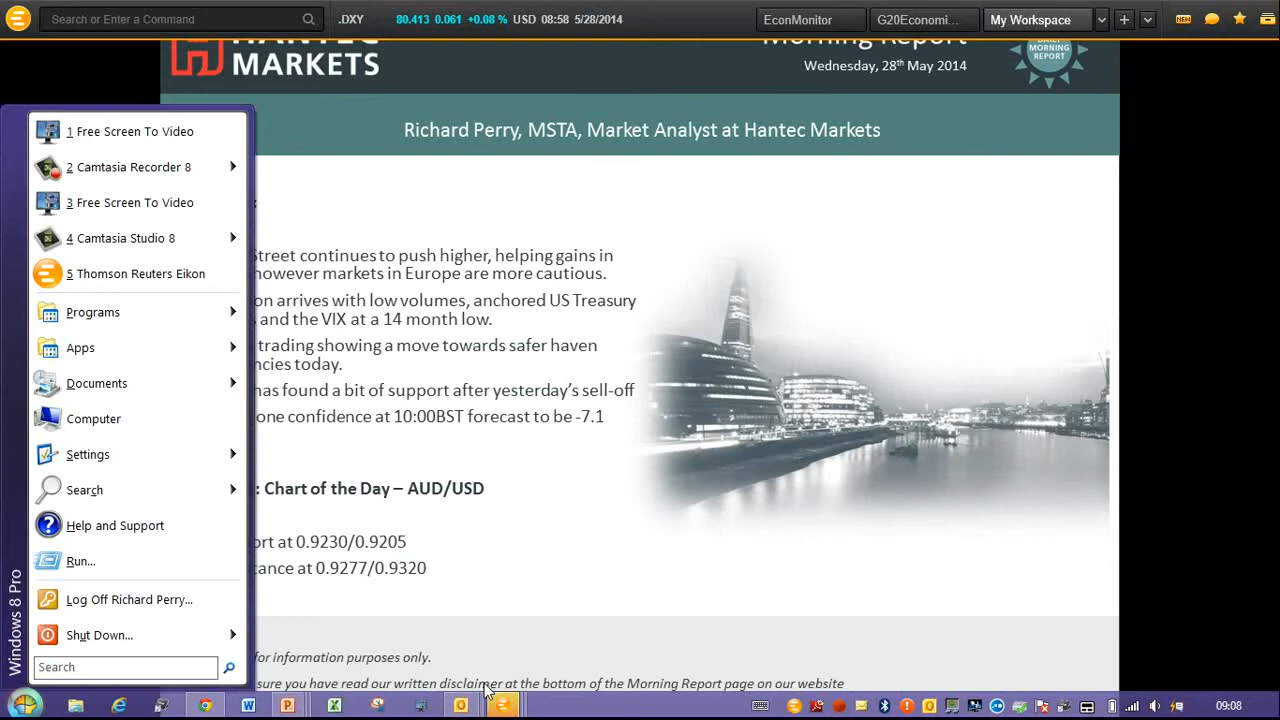 Search or Enter a Command
.DXY
80.413 0.061 +0.08 % USD 08:58 5/28/2014
EconMonitor
G20Economi...
My Workspace
NEW
HANTEC
MARKETS
Morning Report
Wednesday, 28th May 2014
DAILY
MORNING
REPORT
Richard Perry, MSTA, Market Analyst at Hantec Markets
:
Street continues to push higher, helping gains in
however markets in Europe are more cautious.
on arrives with low volumes, anchored US Treasury
and the VIX at a 14 month low.
trading showing a move towards safer haven
ncies today.
has found a bit of support after yesterday's sell-off
one confidence at 10:00BST forecast to be -7.1
: Chart of the Day – AUD/USD
ort at 0.9230/0.9205
tance at 0.9277/0.9320
for information purposes only.
sure you have read our written disclaimer at the bottom of the Morning Report page on our website
1 Free Screen To Video
2 Camtasia Recorder 8
3 Free Screen To Video
4 Camtasia Studio 8
5 Thomson Reuters Eikon
Programs
Apps
Documents
Computer
Settings
Search
Help and Support
Run...
Log Off Richard Perry...
Shut Down...
Search
Windows 8 Pro
09:08